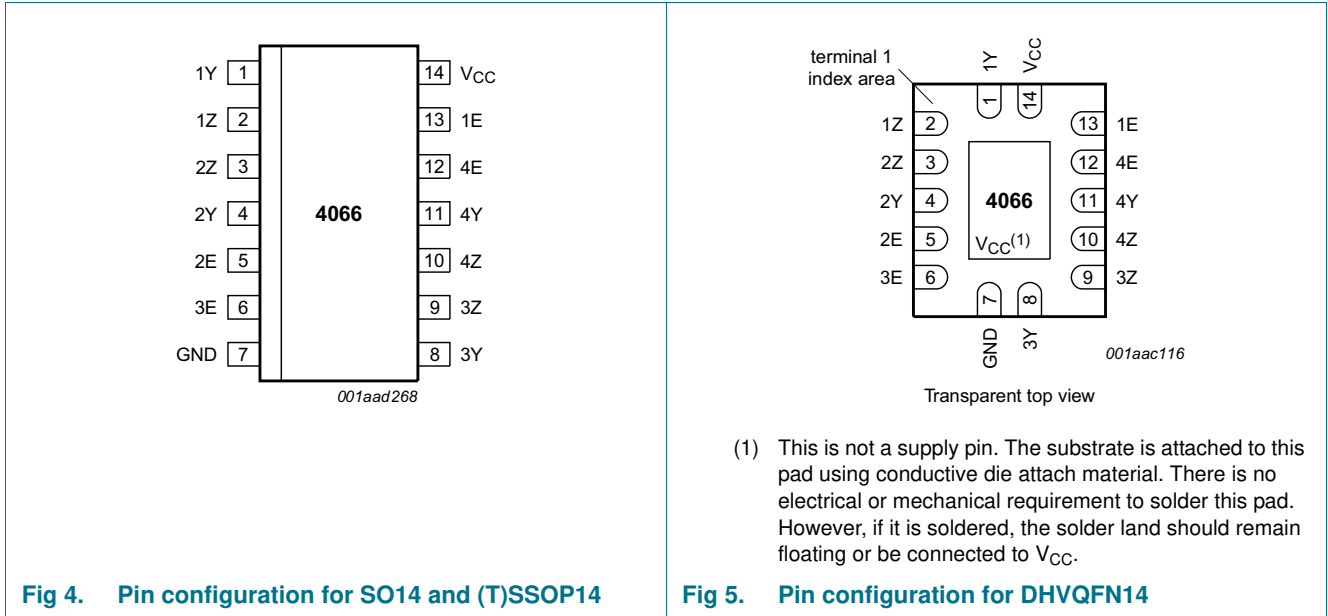 1Y 1 14 VCC
1Z 2 13 1E
2Z 3 12 4E
2Y 4 4066 11 4Y
2E 5 10 4Z
3E 6 9 3Z
GND 7 8 3Y
001aad268
Fig 4. Pin configuration for SO14 and (T)SSOP14
terminal 1
index area
1Y VCC
1 14
1Z 2 13 1E
2Z 3 12 4E
2Y 4 4066 11 4Y
2E 5 VCC(1) 10 4Z
3E 6 9 3Z
7 8
GND 3Y
001aac116
Transparent top view
(1) This is not a supply pin. The substrate is attached to this
pad using conductive die attach material. There is no
electrical or mechanical requirement to solder this pad.
However, if it is soldered, the solder land should remain
floating or be connected to VCC.
Fig 5. Pin configuration for DHVQFN14